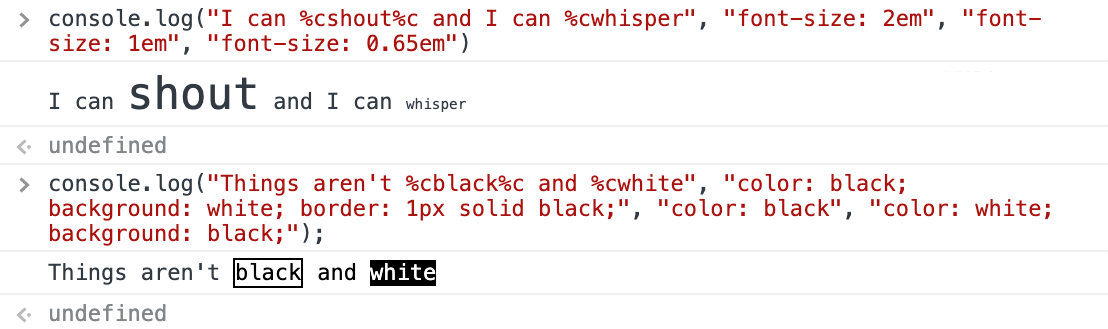 console.log("I can %cshout%c and I can %cwhisper", "font-size: 2em", "font-
size: 1em", "font-size: 0.65em")
I can shout and I can whisper
undefined
console.log("Things aren't %cblack%c and %cwhite", "color: black;
background: white; border: 1px solid black;", "color: black", "color: white;
background: black;");
Things aren't black and white
undefined